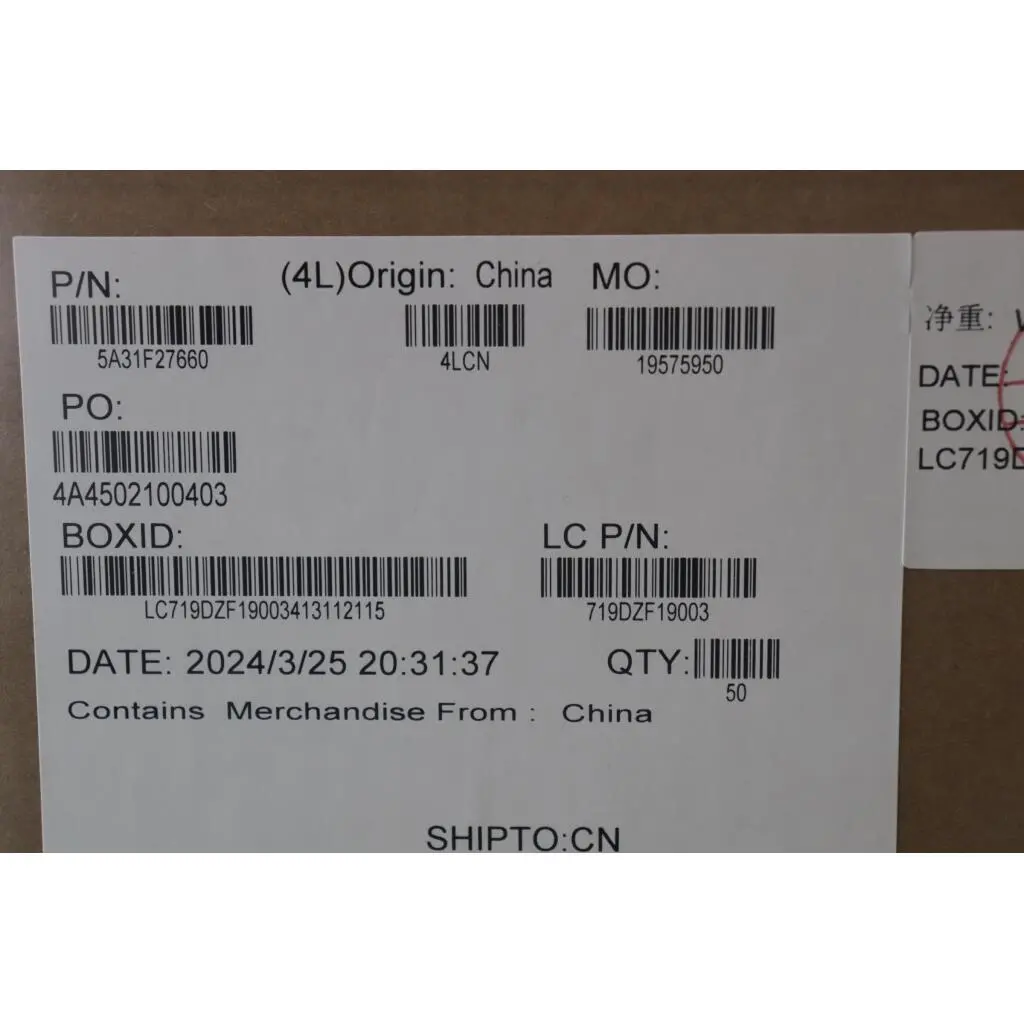 P/N: (4L)Origin: China MO:
5A31F27660 4LCN 19575950
PO:
4A4502100403
BOXID: LC P/N:
LC719DZF19003413112115 719DZF19003
DATE: 2024/3/25 20:31:37 QTY:
50
Contains Merchandise From : China
SHIPTO:CN
净重:
DATE:
BOXID:
LC719D